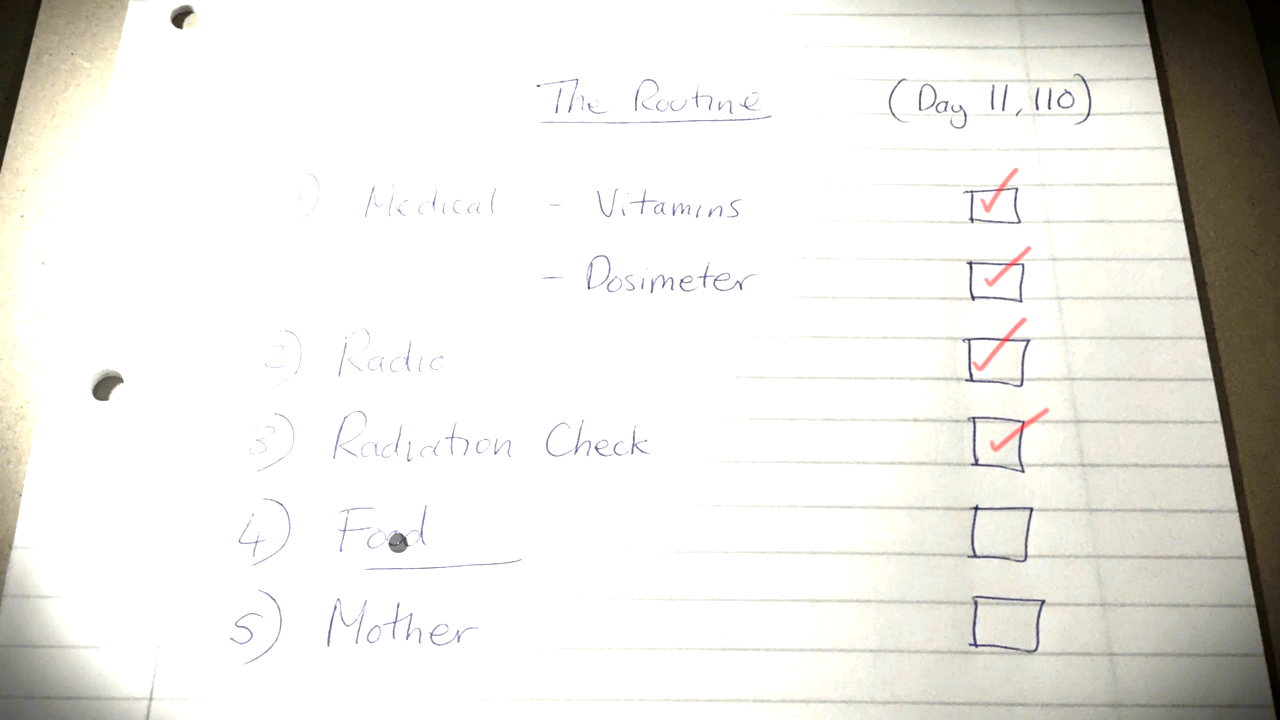 The Routine (Day 11,110)
1) Medical - Vitamins
- Dosimeter
2) Radio
3) Radiation Check
4) Food
5) Mother